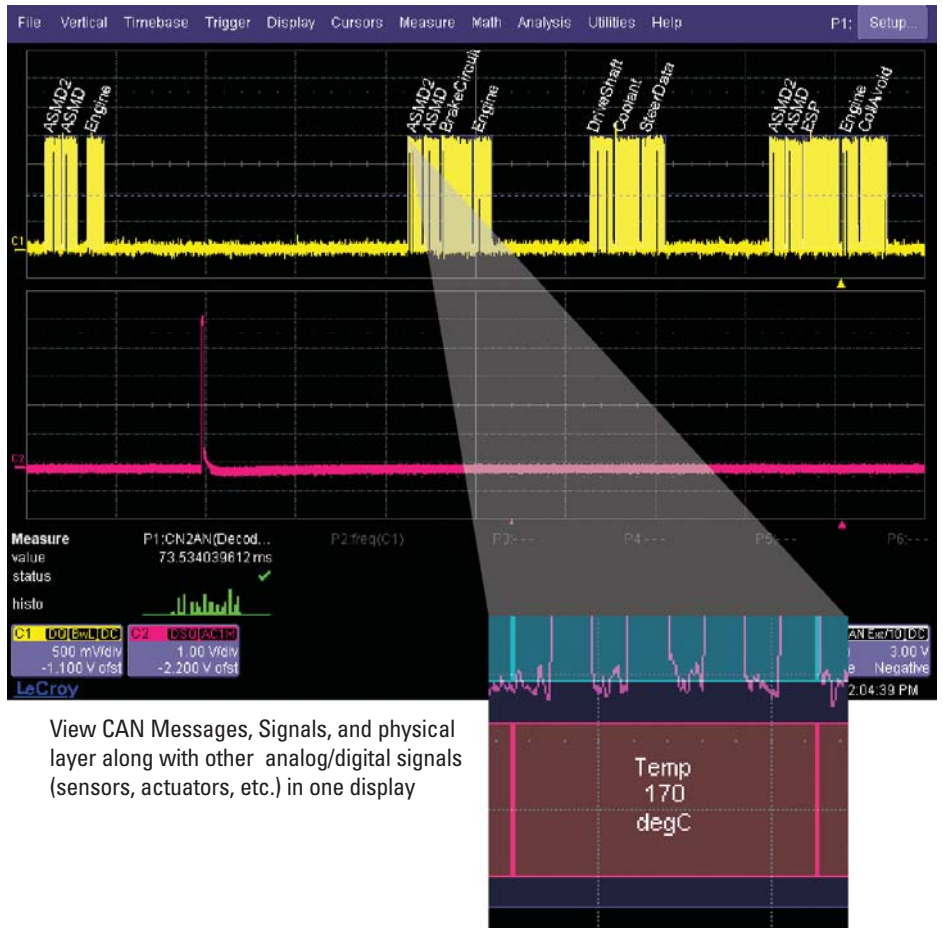 File Vertical Timebase Trigger Display Cursors Measure Math Analysis Utilities Help P1: Setup...
ASMD2
ASMD
Engine
ASMD2
ASMD
BrakeCircuit
Engine
DriveShaft
Coolant
SteerData
ASMD2
ASMD
ESP
Engine
CollAvoid
C1
C2
Measure P1:CN2AN(Decod... P2:freq(C1) P3:--- P4:--- P5:--- P6:---
value 73.534039612 ms
status
histo
C1 DQ BwL DC C2
500 mV/div 1.00 V/div 3.00 V
-1.100 V ofst -2.200 V ofst Negative
LeCroy 2:04:39 PM
View CAN Messages, Signals, and physical
layer along with other analog/digital signals
(sensors, actuators, etc.) in one display
Temp
170
degC